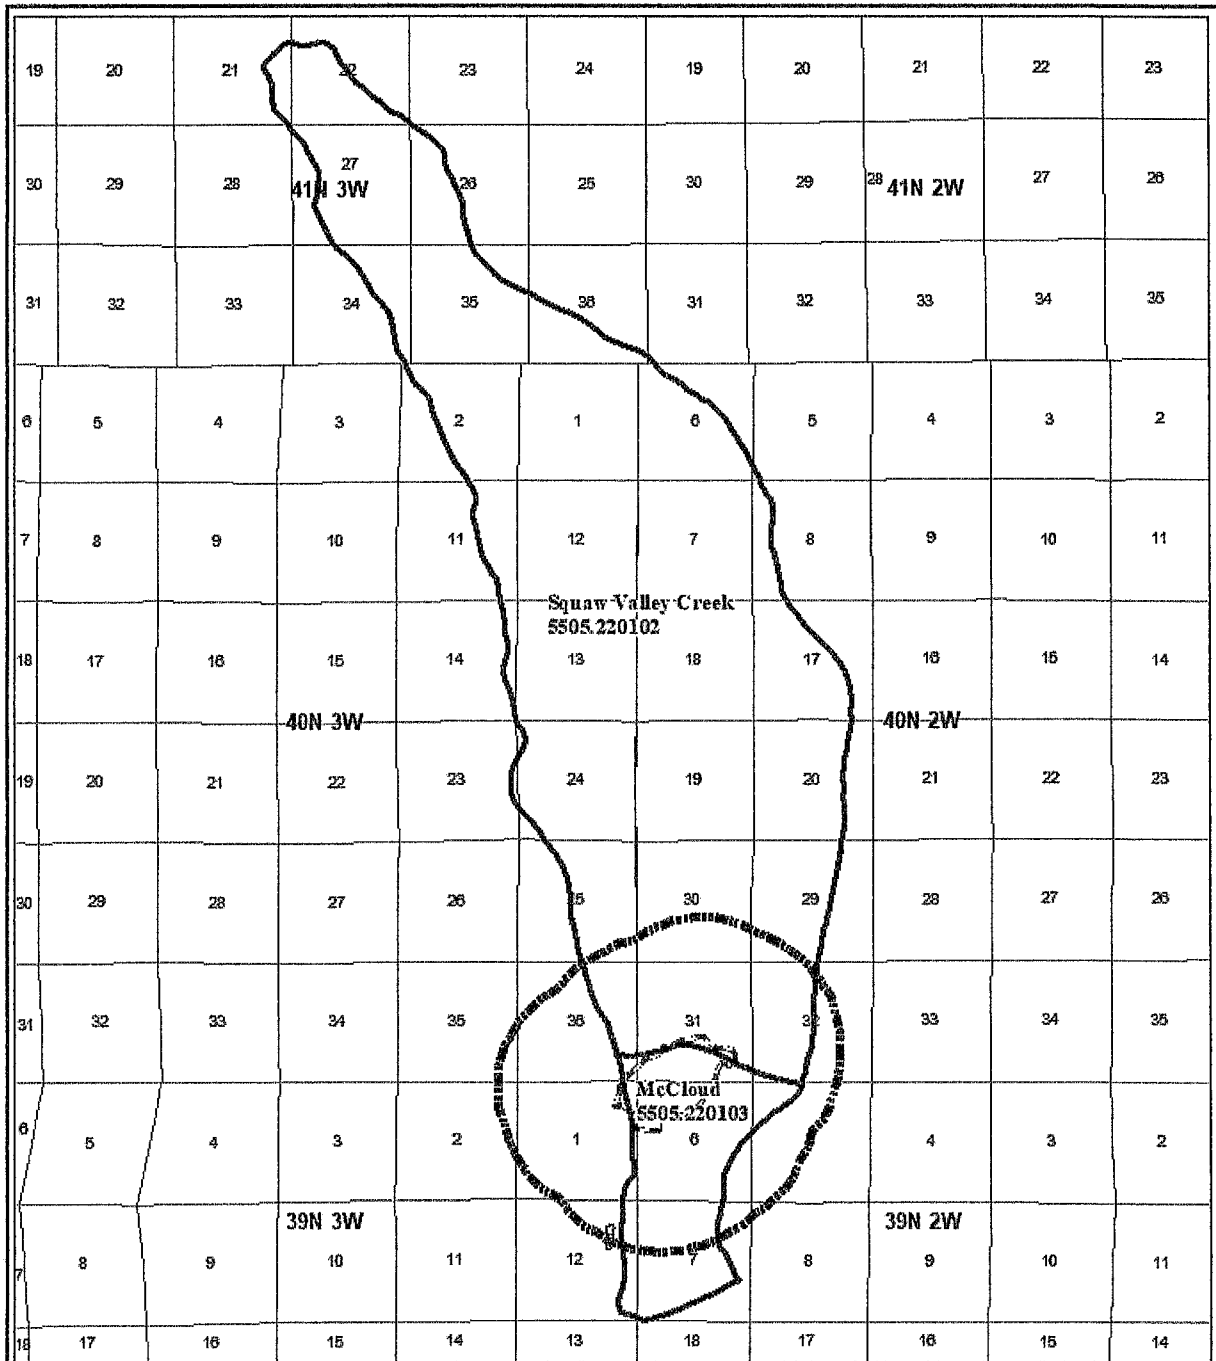 19 20 21 22 23 24 19 20 21 22 23
27
30 29 28 26 25 30 29 28 27 26
41N 3W 41N 2W
31 32 33 34 35 36 31 32 33 34 35
6 5 4 3 2 1 6 5 4 3 2
7 8 9 10 11 12 7 8 9 10 11
Squaw Valley Creek
5505.220102
18 17 16 15 14 13 18 17 16 15 14
40N 3W 40N 2W
19 20 21 22 23 24 19 20 21 22 23
30 29 28 27 26 25 30 29 28 27 26
31 32 33 34 35 36 31 32 33 34 35
McCloud
5505.220103
6 5 4 3 2 1 6 4 3 2
39N 3W 39N 2W
7 8 9 10 11 12 7 8 9 10 11
18 17 16 15 14 13 18 17 16 15 14